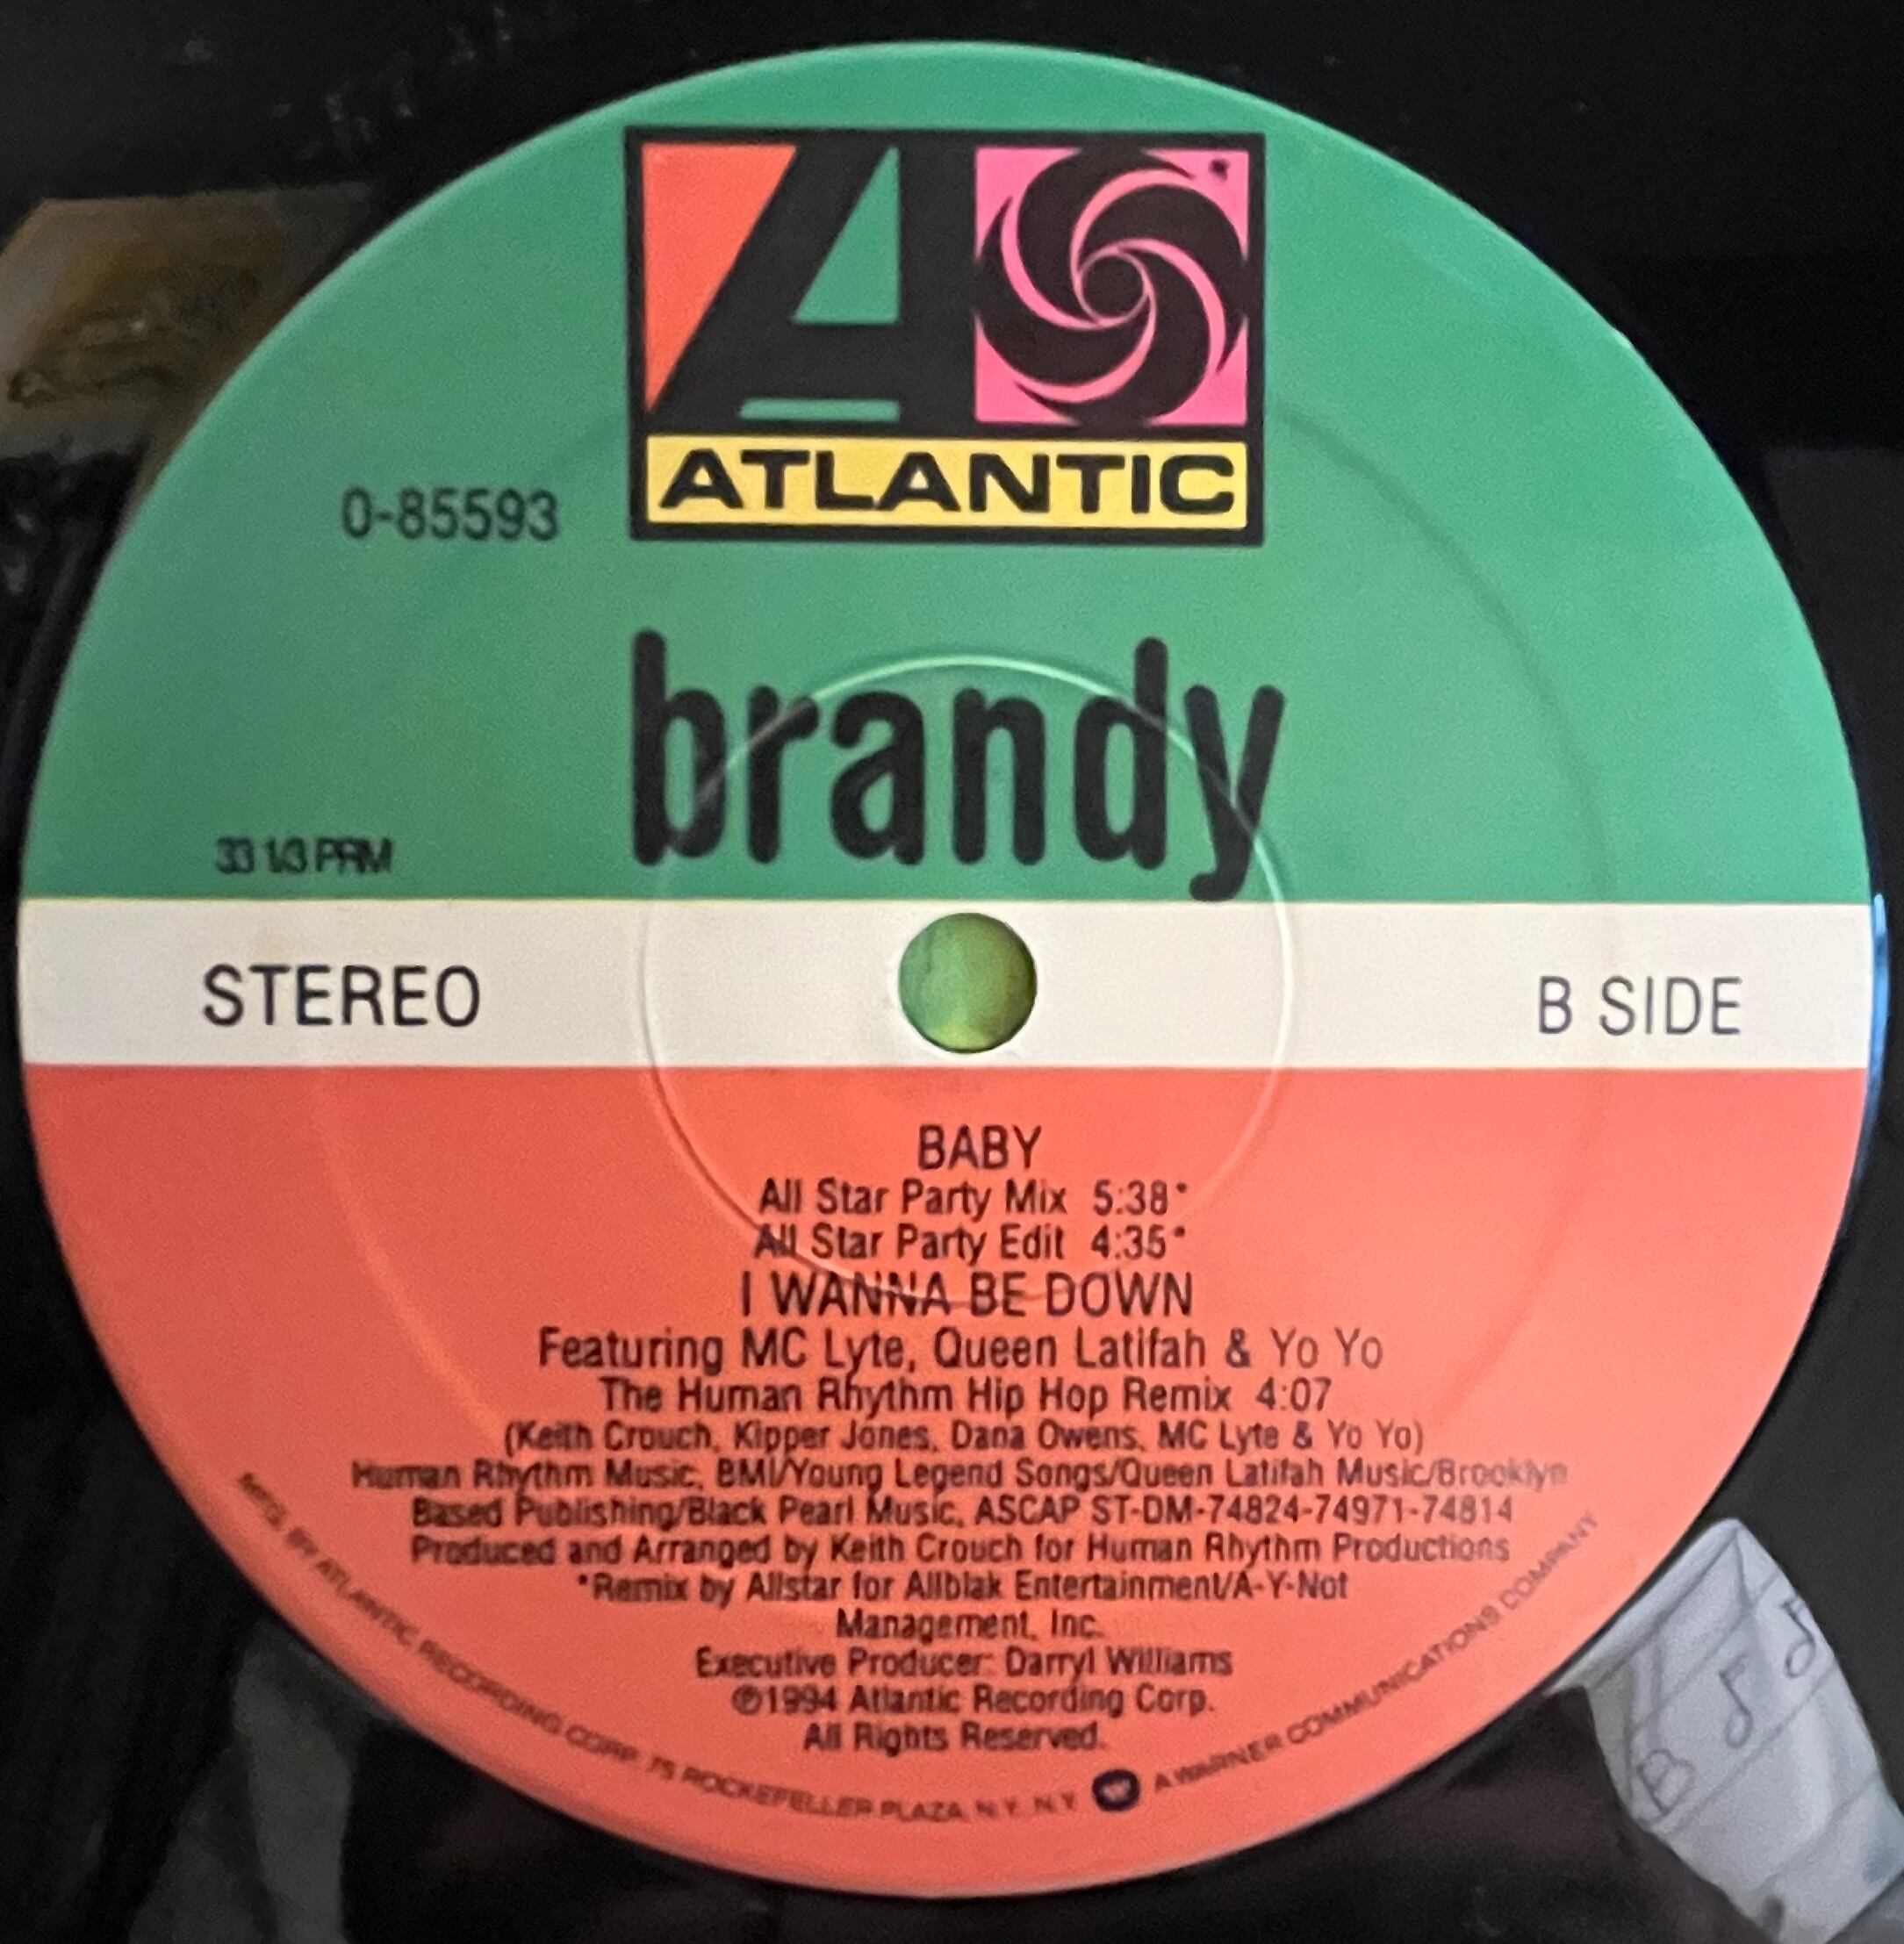 ATLANTIC
0-85593
brandy
33 1/3 PRM
STEREO
B SIDE
BABY
All Star Party Mix 5:38*
All Star Party Edit 4:35*
I WANNA BE DOWN
Featuring MC Lyte, Queen Latifah & Yo Yo
The Human Rhythm Hip Hop Remix 4:07
(Keith Crouch, Kipper Jones, Dana Owens, MC Lyte & Yo Yo)
Human Rhythm Music, BMI/Young Legend Songs/Queen Latifah Music/Brooklyn
Based Publishing/Black Pearl Music, ASCAP ST-DM-74824-74971-74814
Produced and Arranged by Keith Crouch for Human Rhythm Productions
*Remix by Allstar for Allblak Entertainment/A-Y-Not
Management, Inc.
Executive Producer: Darryl Williams
℗1994 Atlantic Recording Corp.
All Rights Reserved.
MFG. BY ATLANTIC RECORDING CORP. 75 ROCKEFELLER PLAZA, N.Y. N.Y. A WARNER COMMUNICATIONS COMPANY
B